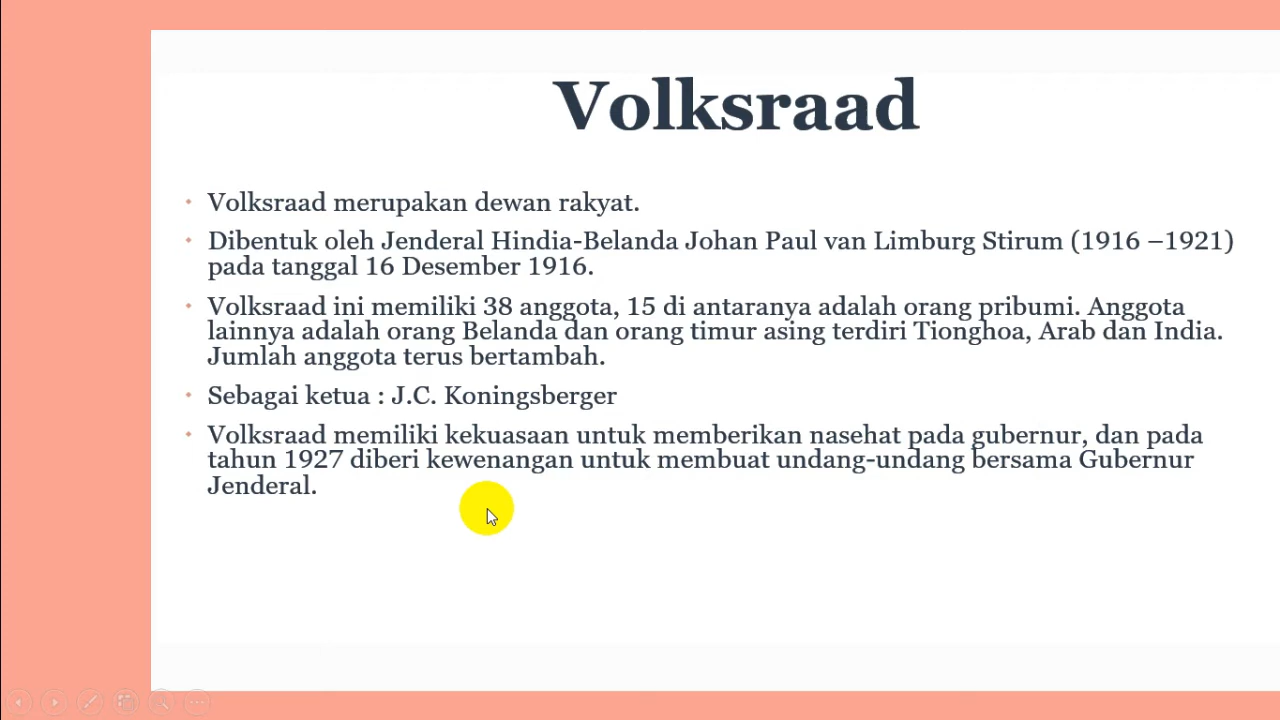 Volksraad
• Volksraad merupakan dewan rakyat.
• Dibentuk oleh Jenderal Hindia-Belanda Johan Paul van Limburg Stirum (1916 –1921)
pada tanggal 16 Desember 1916.
• Volksraad ini memiliki 38 anggota, 15 di antaranya adalah orang pribumi. Anggota
lainnya adalah orang Belanda dan orang timur asing terdiri Tionghoa, Arab dan India.
Jumlah anggota terus bertambah.
• Sebagai ketua : J.C. Koningsberger
• Volksraad memiliki kekuasaan untuk memberikan nasehat pada gubernur, dan pada
tahun 1927 diberi kewenangan untuk membuat undang-undang bersama Gubernur
Jenderal.